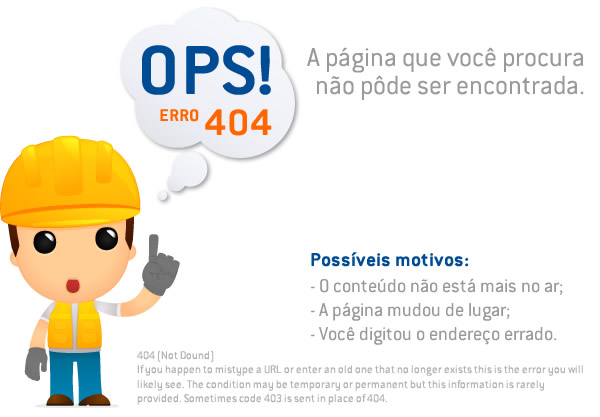 OPS!
ERRO 404
A página que você procura
não pôde ser encontrada.
Possíveis motivos:
- O conteúdo não está mais no ar;
- A página mudou de lugar;
- Você digitou o endereço errado.
404 (Not Dound)
If you happen to mistype a URL or enter an old one that no longer exists this is the error you will
likely see. The condition may be temporary or permanent but this information is rarely
provided. Sometimes code 403 is sent in place of 404.